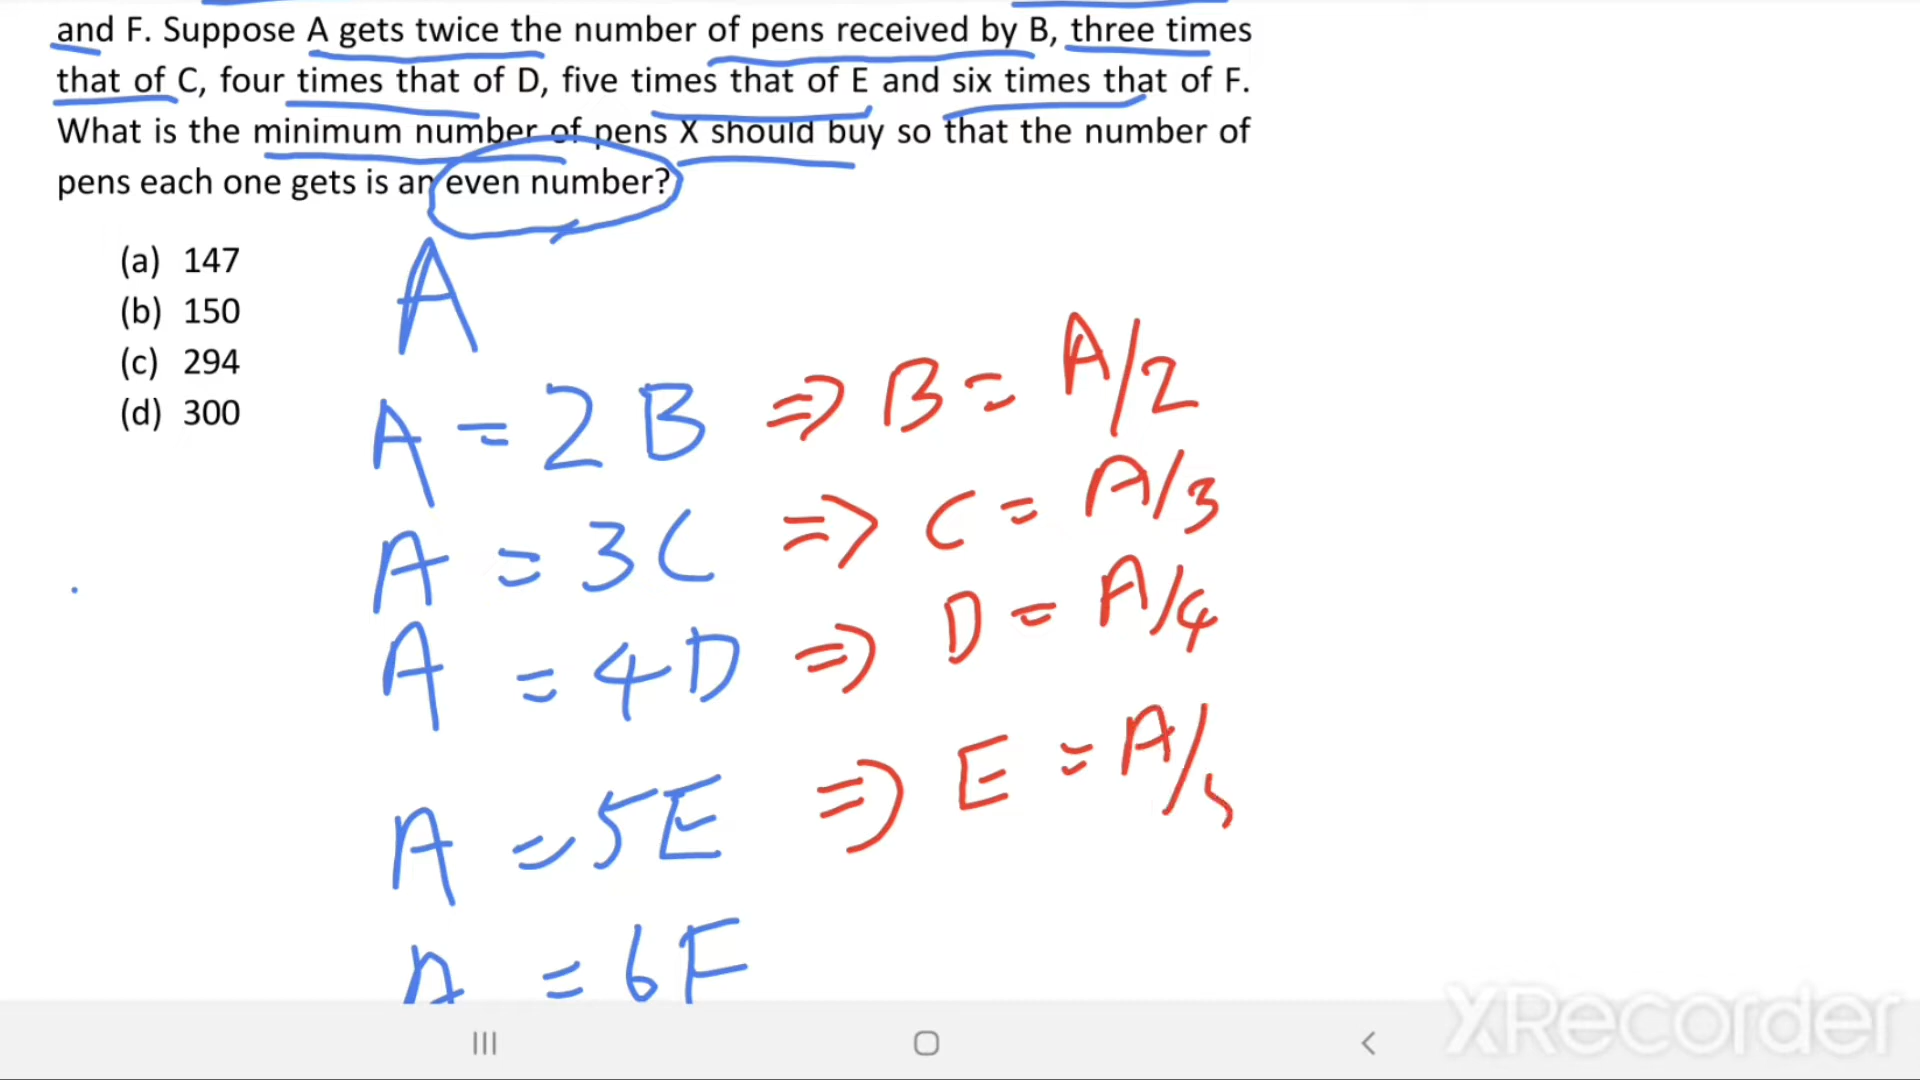 and F. Suppose A gets twice the number of pens received by B, three times
that of C, four times that of D, five times that of E and six times that of F.
What is the minimum number of pens X should buy so that the number of
pens each one gets is an even number?
(a) 147
(b) 150
(c) 294
(d) 300
A
A = 2B ⇒ B = A/2
A = 3C ⇒ C = A/3
A = 4D ⇒ D = A/4
A = 5E ⇒ E = A/5
A = 6F
XRecorder